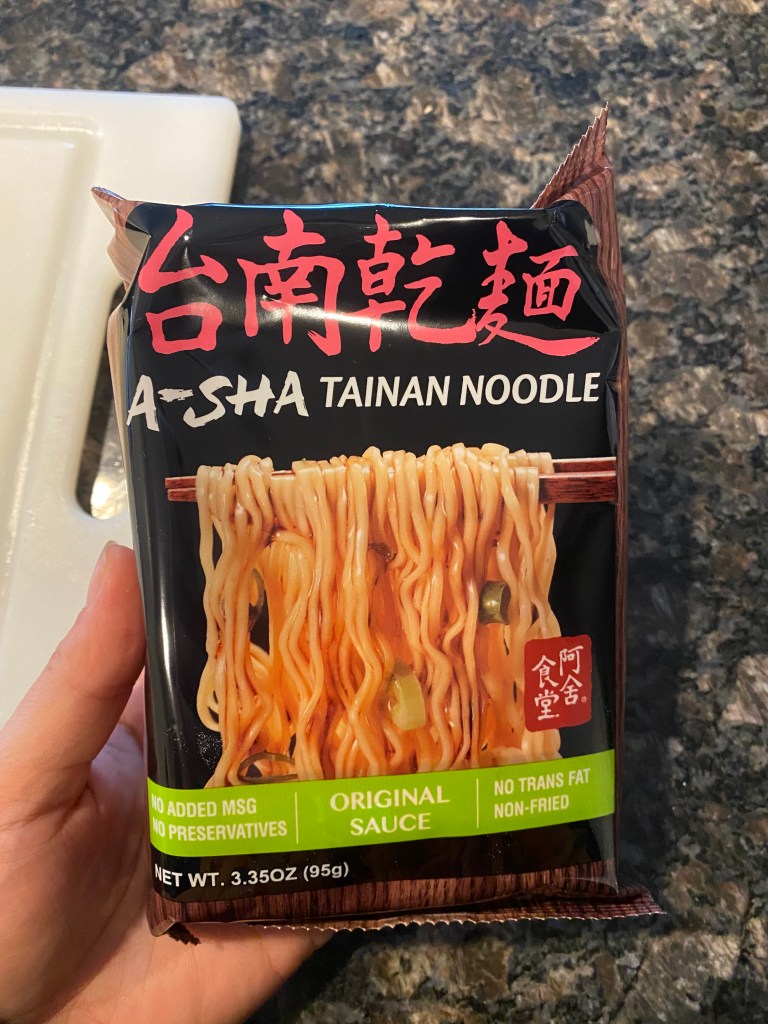 台南乾麵
A-SHA TAINAN NOODLE
阿舍
食堂
NO ADDED MSG
NO PRESERVATIVES
ORIGINAL
SAUCE
NO TRANS FAT
NON-FRIED
NET WT. 3.35OZ (95g)